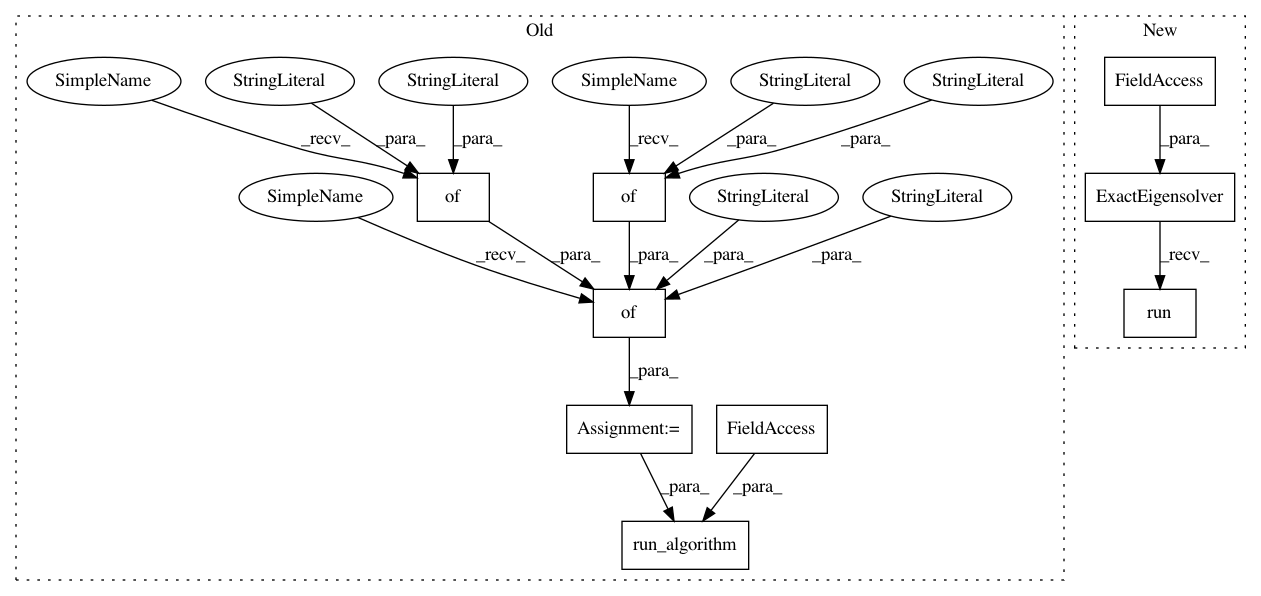 Old
New
SimpleName
StringLiteral
StringLiteral
SimpleName
StringLiteral
StringLiteral
FieldAccess
_recv_
_para_
_para_
_recv_
_para_
_para_
_para_
SimpleName
of
of
StringLiteral
StringLiteral
ExactEigensolver
_recv_
_para_
_para_
_para_
_para_
_recv_
of
run
_para_
Assignment:=
FieldAccess
_para_
_para_
run_algorithm